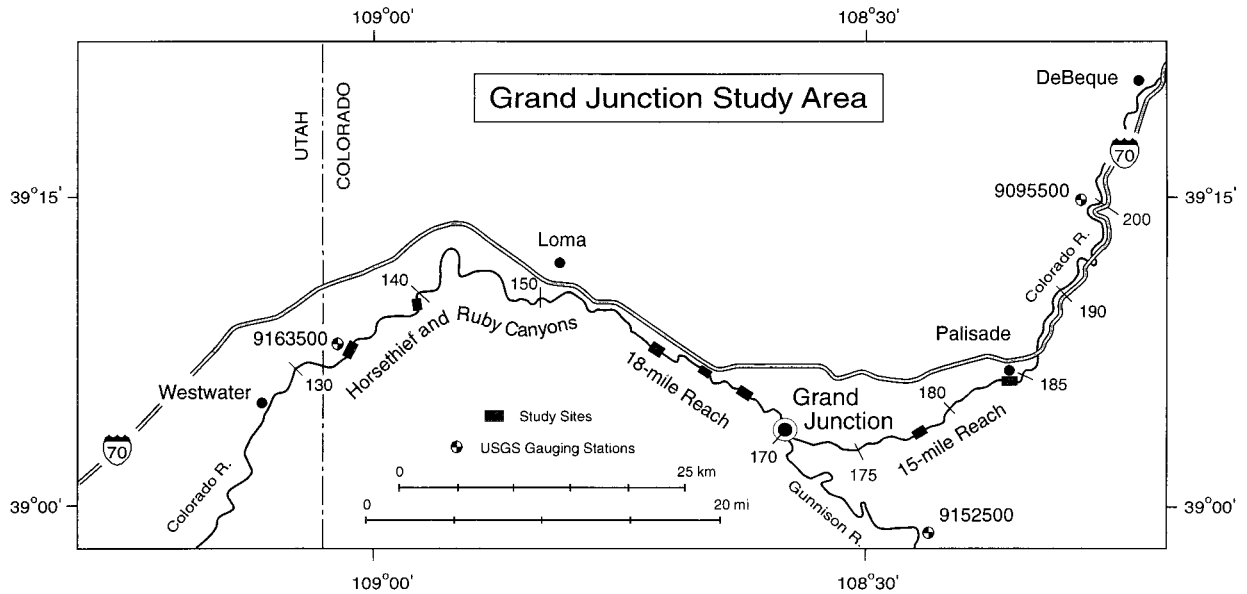 109°00'
108°30'
Grand Junction Study Area
DeBeque
UTAH
COLORADO
70
39°15'
39°15'
9095500
200
Loma
Colorado R.
140
150
190
Horsethief and Ruby Canyons
9163500
Palisade
18-mile Reach
130
185
Westwater
180
Grand
Junction
Study Sites
15-mile Reach
70
USGS Gauging Stations
170
175
0
25 km
Colorado R.
Gunnison R.
39°00'
0
20 mi
9152500
39°00'
109°00'
108°30'